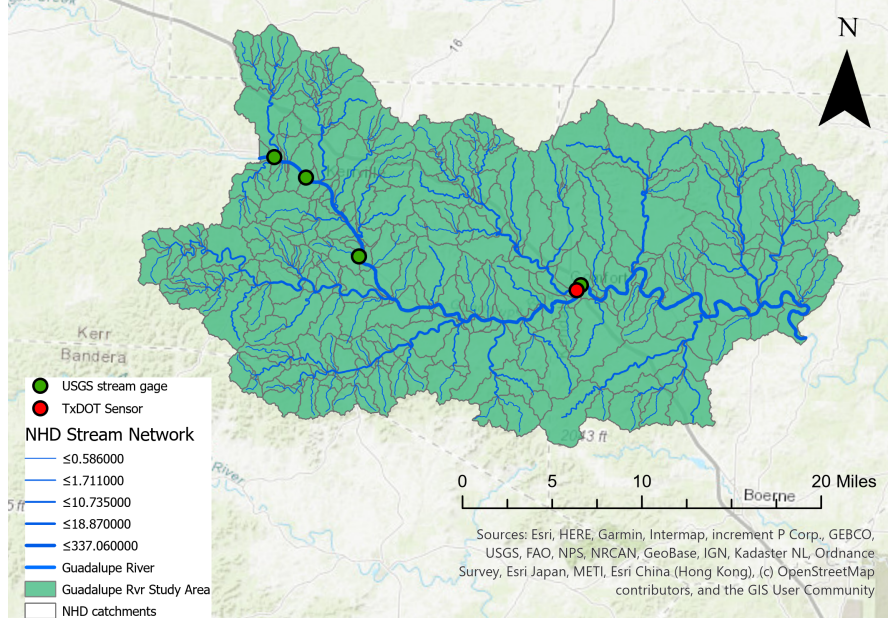 N
16
Kerr
Bandera
2043 ft
River
5 ft
Boerne
USGS stream gage
TxDOT Sensor
NHD Stream Network
≤0.586000
≤1.711000
≤10.735000
≤18.870000
≤337.060000
Guadalupe River
Guadalupe Rvr Study Area
NHD catchments
0 5 10 20 Miles
Sources: Esri, HERE, Garmin, Intermap, increment P Corp., GEBCO,
USGS, FAO, NPS, NRCAN, GeoBase, IGN, Kadaster NL, Ordnance
Survey, Esri Japan, METI, Esri China (Hong Kong), (c) OpenStreetMap
contributors, and the GIS User Community